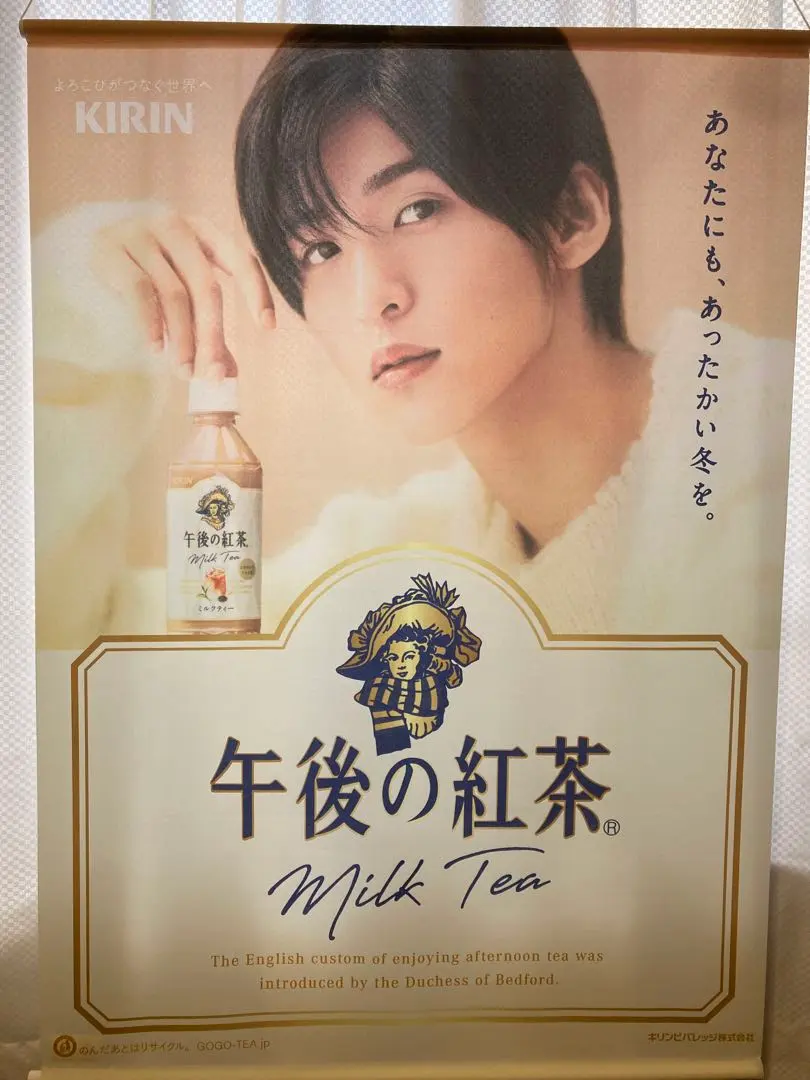 よろこびがつなぐ世界へ
KIRIN
あなたにも、あったかい冬を。
KIRIN
午後の紅茶
Milk Tea
ミルクティー
午後の紅茶®
Milk Tea
The English custom of enjoying afternoon tea was
introduced by the Duchess of Bedford.
のんだあとはリサイクル。 GOGO-TEA.jp
キリンビバレッジ株式会社